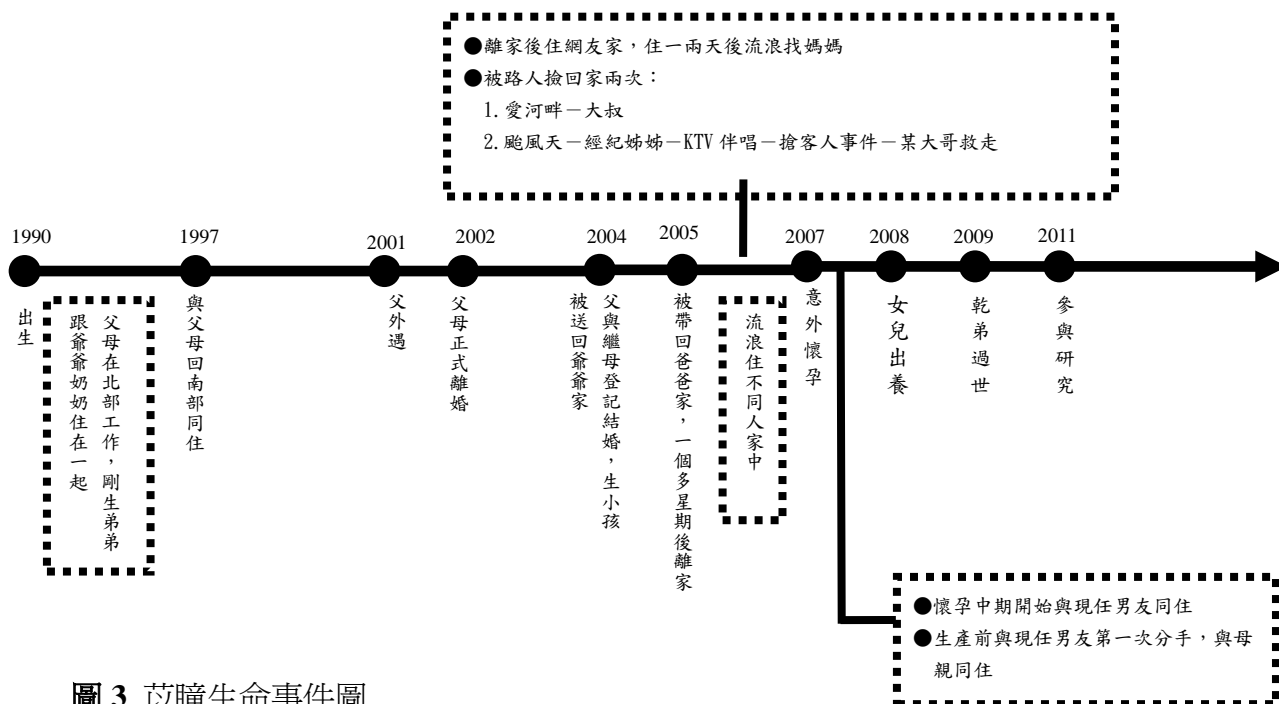 ●離家後住網友家，住一兩天後流浪找媽媽
●被路人撿回家兩次：
1.愛河畔－大叔
2.颱風天－經紀姊姊－KTV 伴唱－搶客人事件－某大哥救走
1990
1997
2001
2002
2004
2005
2007
2008
2009
2011
出生
父母在北部工作，剛生弟弟
跟爺爺奶奶住在一起
與父母回南部同住
父外遇
父母正式離婚
父與繼母登記結婚，生小孩
被送回爺爺家
被帶回爸爸家，一個多星期後離家
流浪住不同人家中
意外懷孕
女兒出養
乾弟過世
參與研究
●懷孕中期開始與現任男友同住
●生產前與現任男友第一次分手，與母
親同住
圖 3 苡瞳生命事件圖